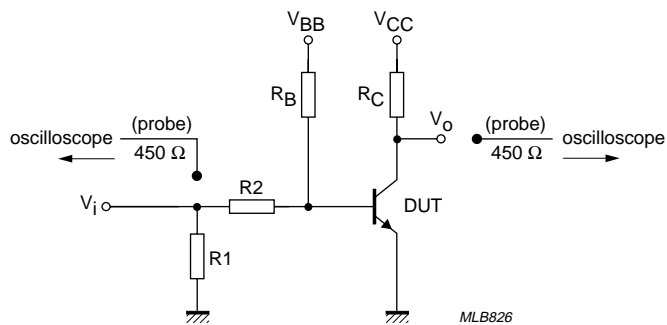 VBB VCC
RB RC
(probe) Vo (probe)
oscilloscope 450 Ω 450 Ω oscilloscope
R2
Vi DUT
R1
MLB826